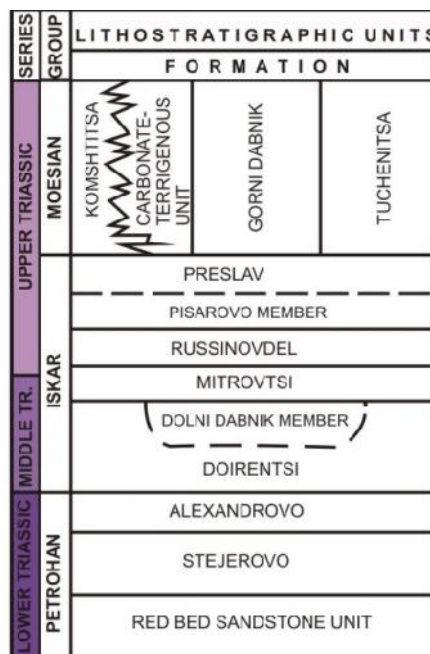 SERIES
GROUP
LITHOSTRATIGRAPHIC UNITS
FORMATION
UPPER TRIASSIC
MOESIAN
KOMSHTITSA
CARBONATE-
TERRIGENOUS
UNIT
GORNI DABNIK
TUCHENITSA
ISKAR
PRESLAV
PISAROVO MEMBER
RUSSINOVDEL
MIDDLE TR.
MITROVTSI
DOLNI DABNIK MEMBER
DOIRENTSI
LOWER TRIASSIC
PETROHAN
ALEXANDROVO
STEJEROVO
RED BED SANDSTONE UNIT